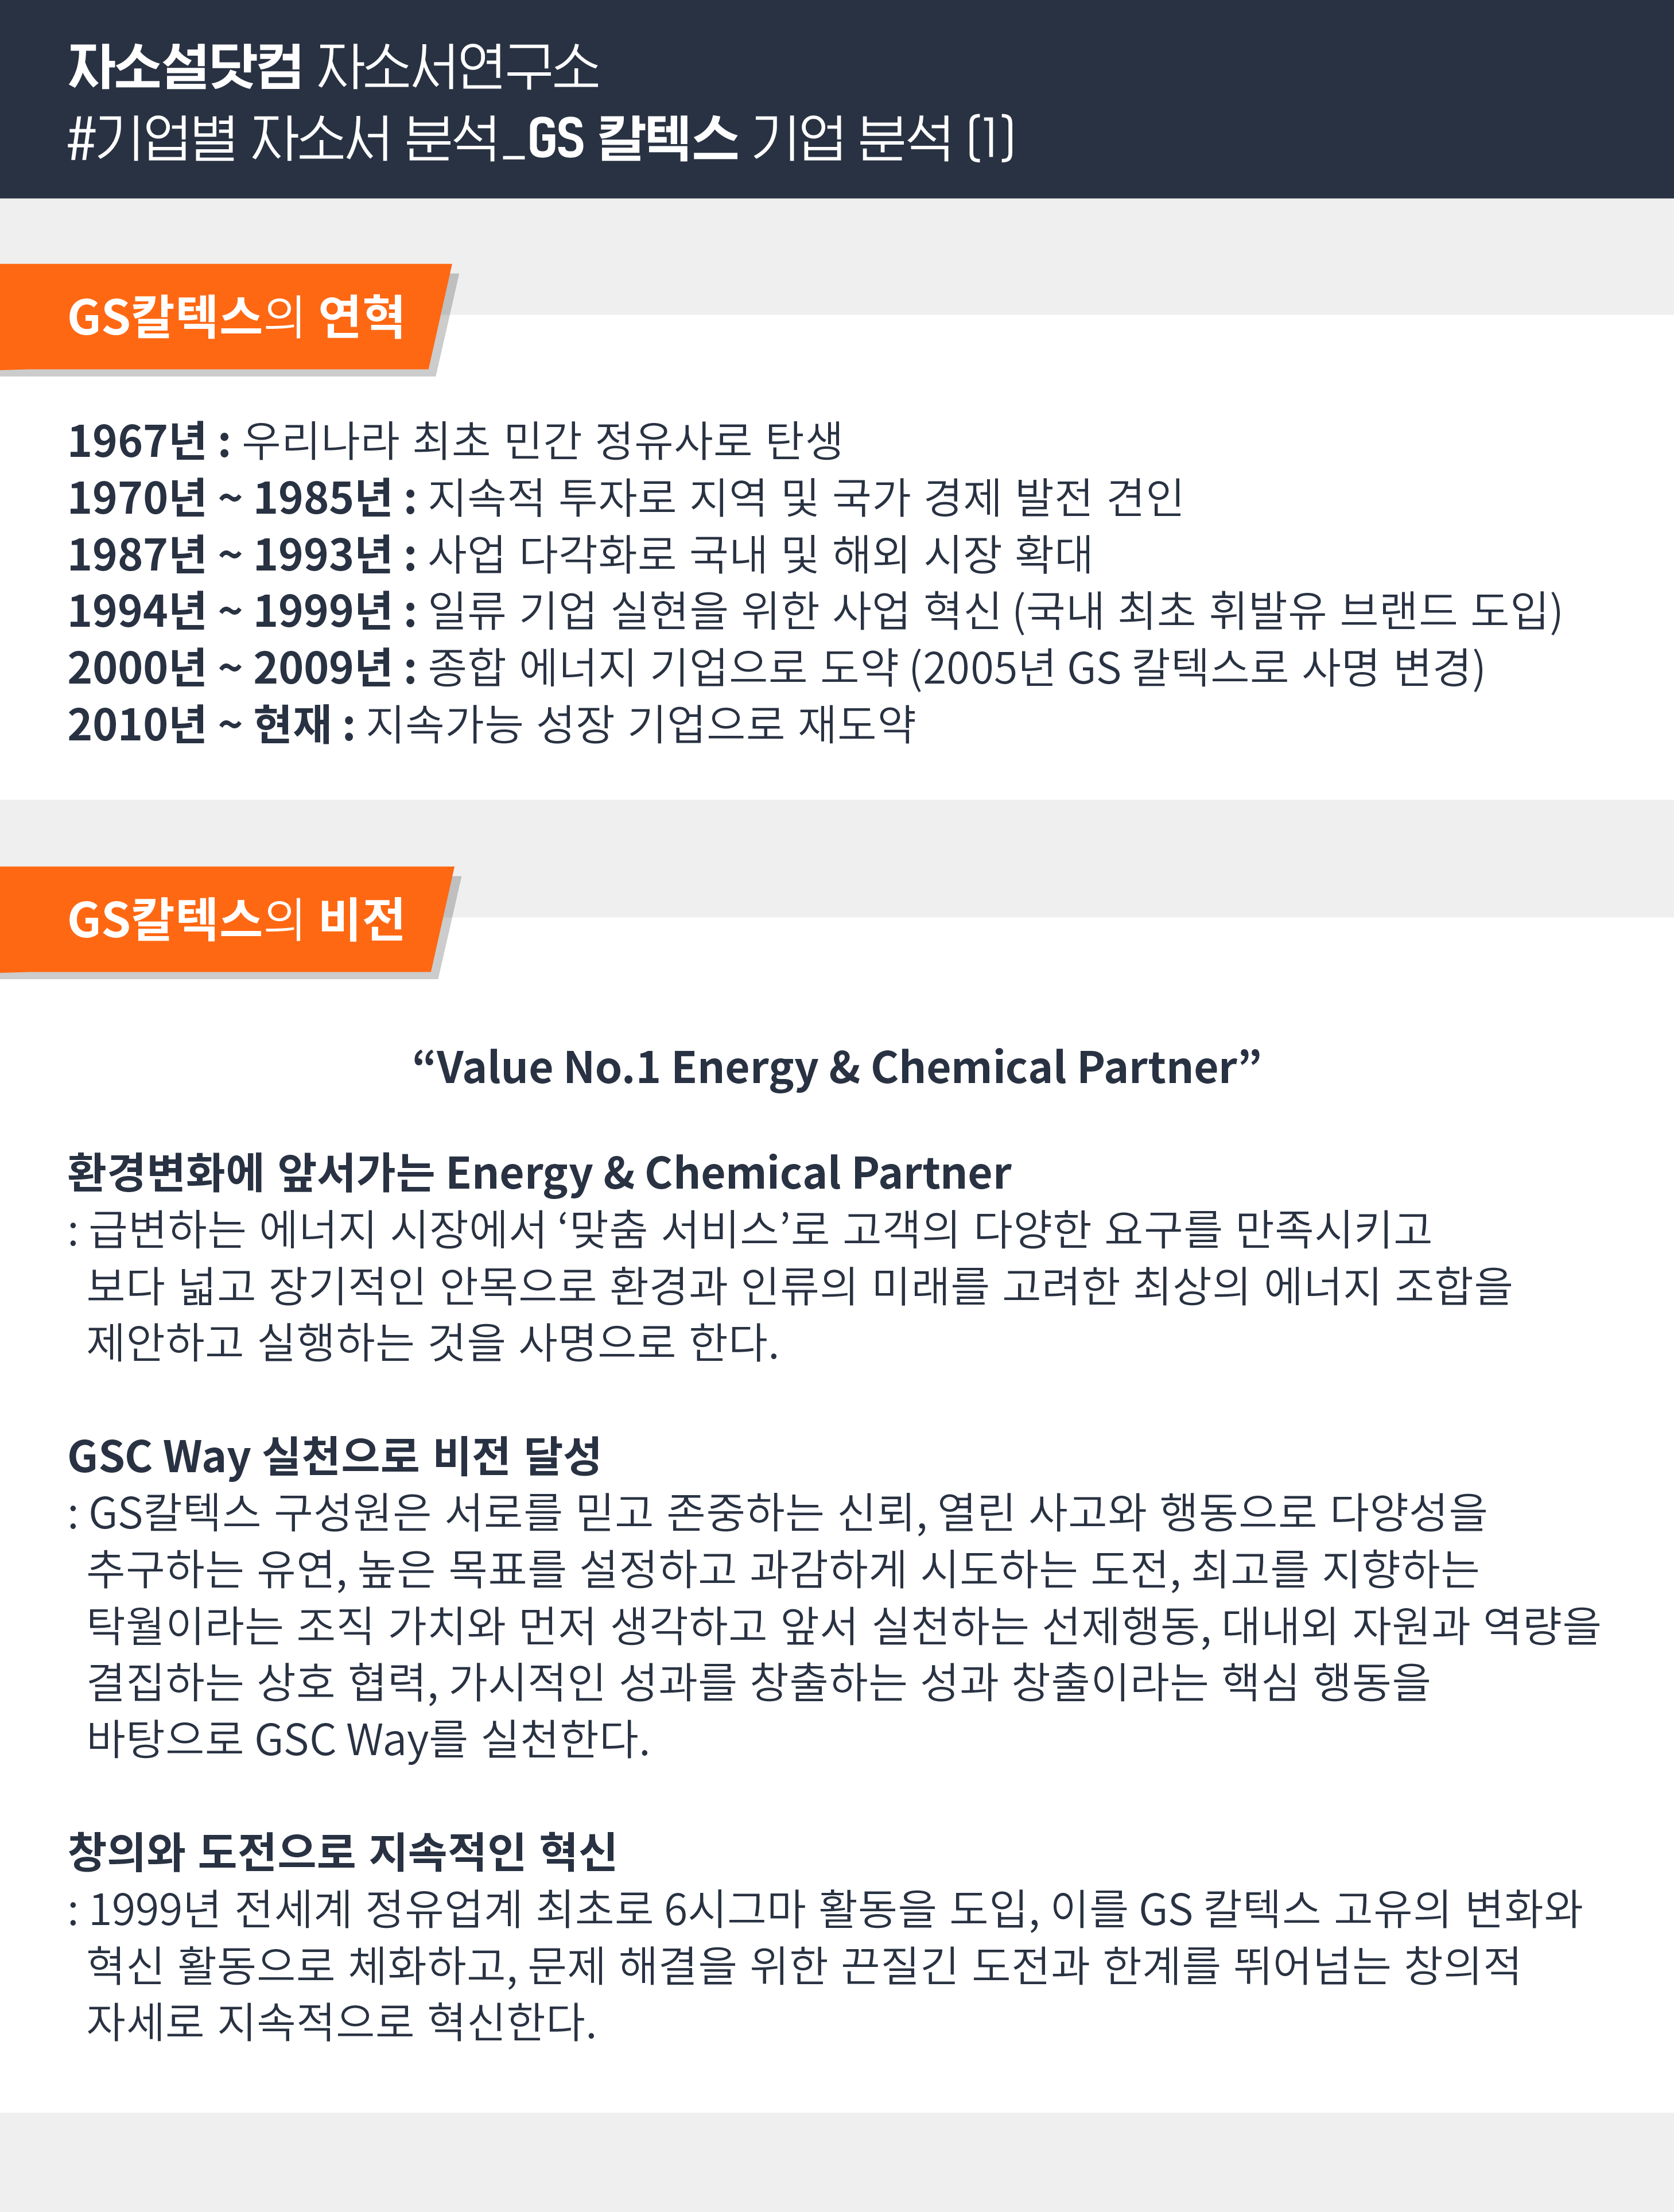 자소설닷컴 자소서연구소
#기업별 자소서 분석_GS 칼텍스 기업 분석 (1)
GS칼텍스의 연혁
1967년 : 우리나라 최초 민간 정유사로 탄생
1970년 ~ 1985년 : 지속적 투자로 지역 및 국가 경제 발전 견인
1987년 ~ 1993년 : 사업 다각화로 국내 및 해외 시장 확대
1994년 ~ 1999년 : 일류 기업 실현을 위한 사업 혁신 (국내 최초 휘발유 브랜드 도입)
2000년 ~ 2009년 : 종합 에너지 기업으로 도약 (2005년 GS 칼텍스로 사명 변경)
2010년 ~ 현재 : 지속가능 성장 기업으로 재도약
GS칼텍스의 비전
“Value No.1 Energy & Chemical Partner”
환경변화에 앞서가는 Energy & Chemical Partner
: 급변하는 에너지 시장에서 ‘맞춤 서비스’로 고객의 다양한 요구를 만족시키고
보다 넓고 장기적인 안목으로 환경과 인류의 미래를 고려한 최상의 에너지 조합을
제안하고 실행하는 것을 사명으로 한다.
GSC Way 실천으로 비전 달성
: GS칼텍스 구성원은 서로를 믿고 존중하는 신뢰, 열린 사고와 행동으로 다양성을
추구하는 유연, 높은 목표를 설정하고 과감하게 시도하는 도전, 최고를 지향하는
탁월이라는 조직 가치와 먼저 생각하고 앞서 실천하는 선제행동, 대내외 자원과 역량을
결집하는 상호 협력, 가시적인 성과를 창출하는 성과 창출이라는 핵심 행동을
바탕으로 GSC Way를 실천한다.
창의와 도전으로 지속적인 혁신
: 1999년 전세계 정유업계 최초로 6시그마 활동을 도입, 이를 GS 칼텍스 고유의 변화와
혁신 활동으로 체화하고, 문제 해결을 위한 끈질긴 도전과 한계를 뛰어넘는 창의적
자세로 지속적으로 혁신한다.